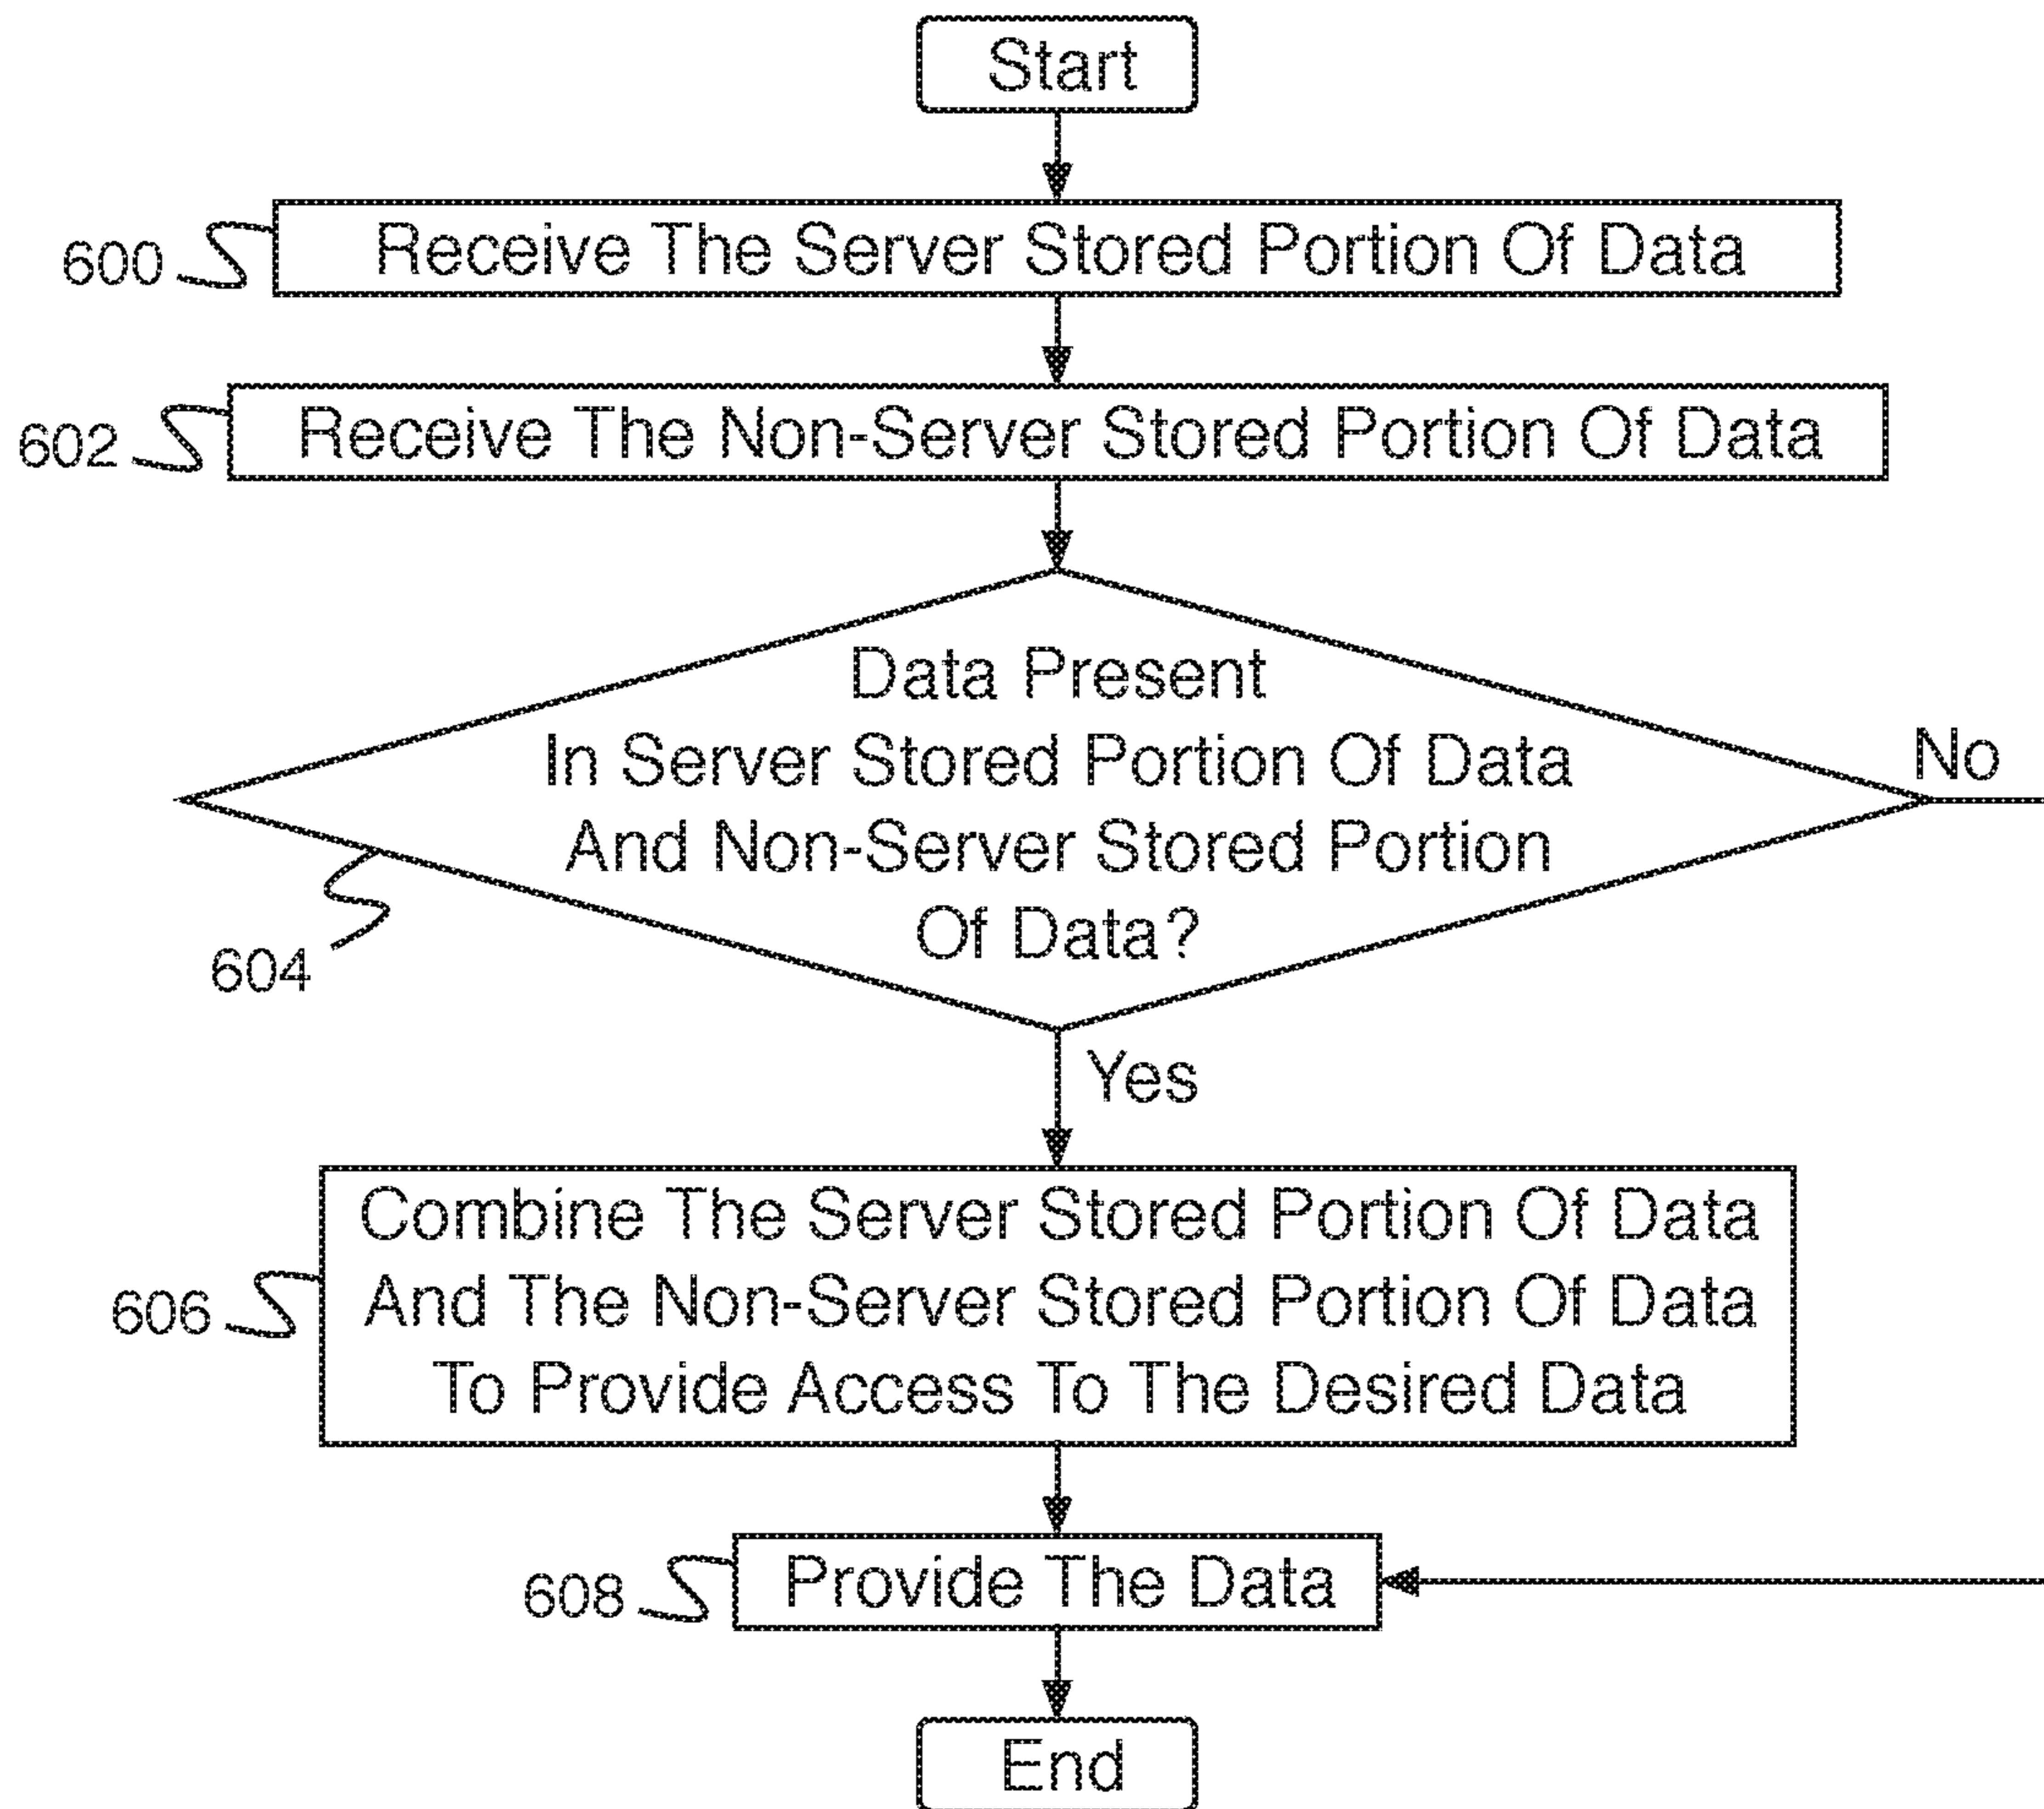 Start
600
Receive The Server Stored Portion Of Data
602
Receive The Non-Server Stored Portion Of Data
Data Present
In Server Stored Portion Of Data
And Non-Server Stored Portion
Of Data?
No
604
Yes
Combine The Server Stored Portion Of Data
606
And The Non-Server Stored Portion Of Data
To Provide Access To The Desired Data
608
Provide The Data
End